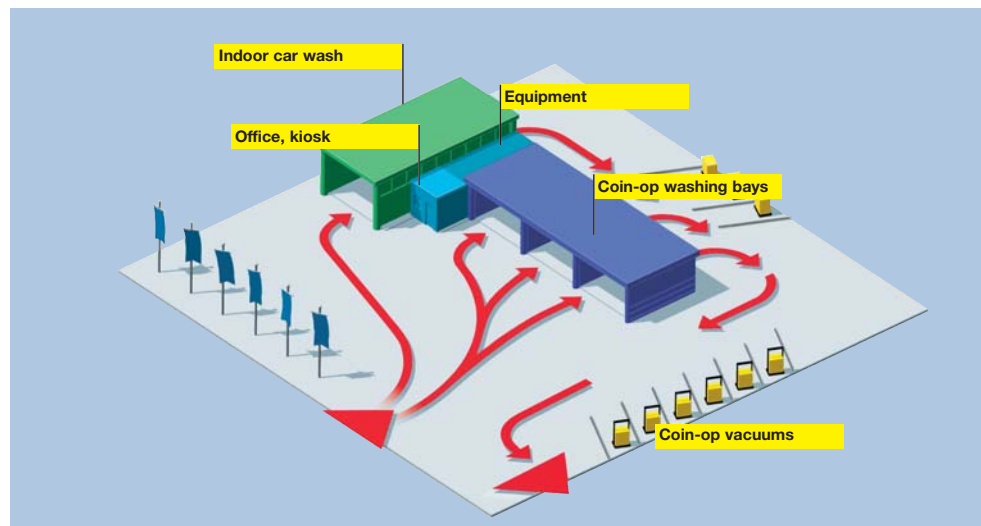 Indoor car wash
Equipment
Office, kiosk
Coin-op washing bays
Coin-op vacuums